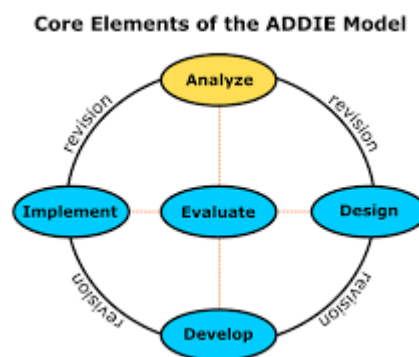 Core Elements of the ADDIE Model
Analyze
revision
revision
Implement
Evaluate
Design
revision
revision
Develop